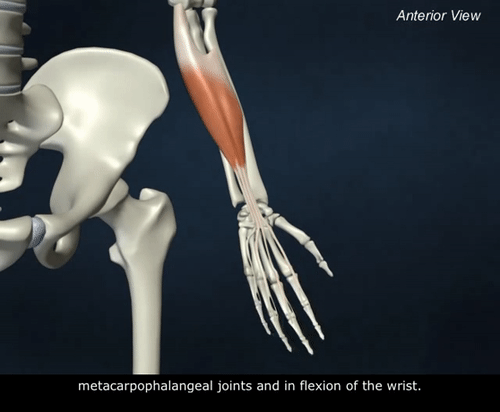 Anterior View
metacarpophalangeal joints and in flexion of the wrist.